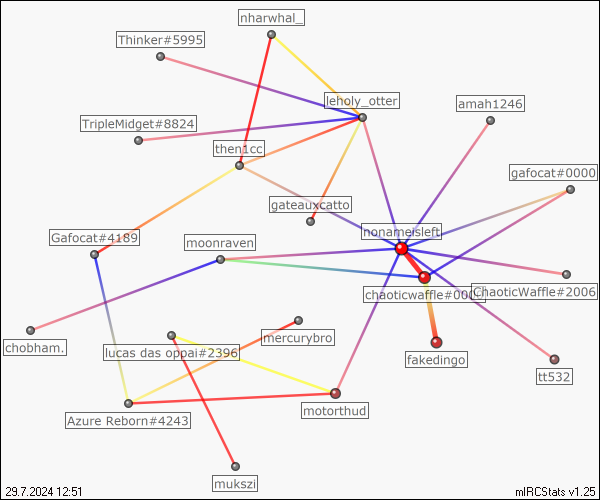 nharwhal_
Thinker#5995
leholy_otter
amah1246
TripleMidget#8824
then1cc
gafocat#0000
gateauxcatto
nonameisleft
Gafocat#4189
moonraven
chaoticwaffle#00
ChaoticWaffle#2006
chobham.
mercurybro
lucas das oppai#2396
fakedingo
tt532
motorthud
Azure Reborn#4243
mukszi
29.7.2024 12:51
mIRCStats v1.25